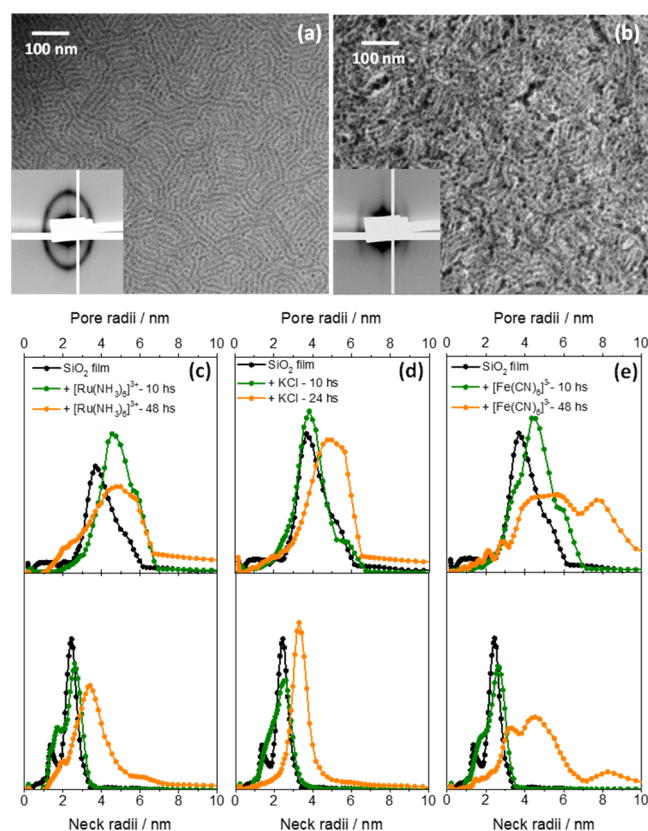 100 nm
(a)
100 nm
(b)
Pore radii / nm
Pore radii / nm
Pore radii / nm
0 2 4 6 8 10
0 2 4 6 8 10
0 2 4 6 8 10
SiO₂ film
+ [Ru(NH₃)₆]³⁺- 10 hs
+ [Ru(NH₃)₆]³⁺- 48 hs
(c)
SiO₂ film
+ KCl - 10 hs
+ KCl - 24 hs
(d)
SiO₂ film
+ [Fe(CN)₆]³⁻- 10 hs
+ [Fe(CN)₆]³⁻- 48 hs
(e)
0 2 4 6 8 10
0 2 4 6 8 10
0 2 4 6 8 10
Neck radii / nm
Neck radii / nm
Neck radii / nm